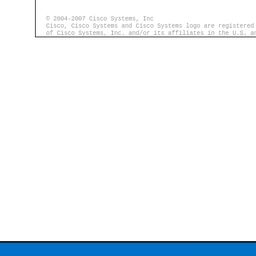 © 2004-2007 Cisco Systems, Inc
Cisco, Cisco Systems and Cisco Systems logo are registered
of Cisco Systems, Inc. and/or its affiliates in the U.S.